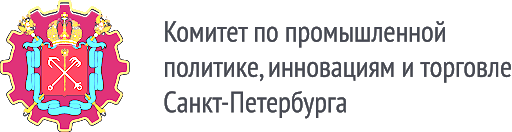 Комитет по промышленной
политике, инновациям и торговле
Санкт-Петербурга